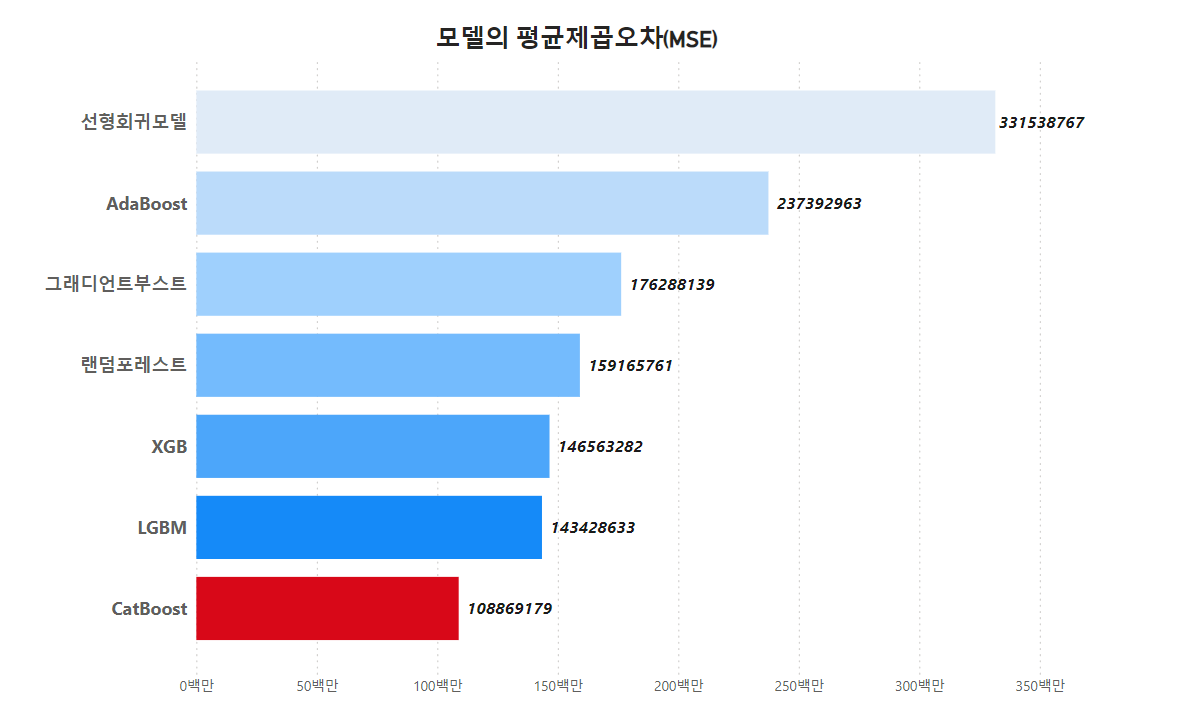 모델의 평균제곱오차(MSE)
선형회귀모델 331538767
AdaBoost 237392963
그래디언트부스트 176288139
랜덤포레스트 159165761
XGB 146563282
LGBM 143428633
CatBoost 108869179
0백만 50백만 100백만 150백만 200백만 250백만 300백만 350백만